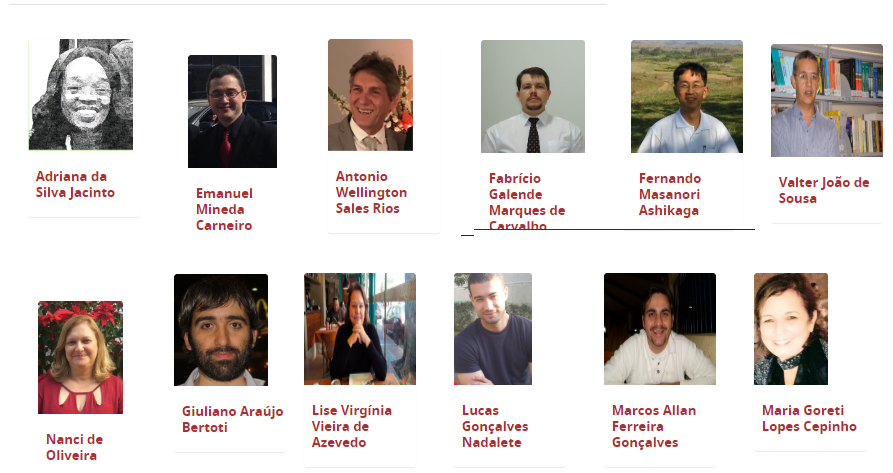 Adriana da
Silva Jacinto
Emanuel
Mineda
Carneiro
Antonio
Wellington
Sales Rios
Fabrício
Galende
Marques de
Carvalho
Fernando
Masanori
Ashikaga
Valter João de
Sousa
Nanci de
Oliveira
Giuliano Araújo
Bertoti
Lise Virgínia
Vieira de
Azevedo
Lucas
Gonçalves
Nadalete
Marcos Allan
Ferreira
Gonçalves
Maria Goreti
Lopes Cepinho